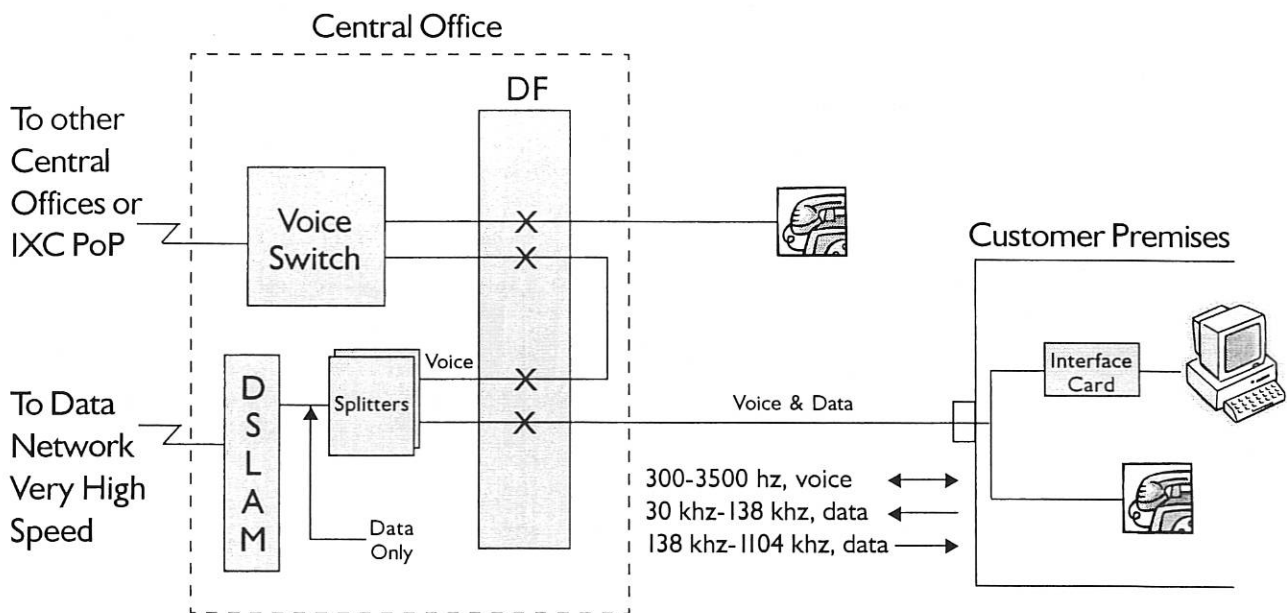 Central Office
DF
To other
Central
Offices or
IXC PoP
Voice
Switch
Customer Premises
Voice
Splitters
Interface
Card
To Data
Network
Very High
Speed
D
S
L
A
M
Voice & Data
Data
Only
300-3500 hz, voice
30 khz-138 khz, data
138 khz-1104 khz, data